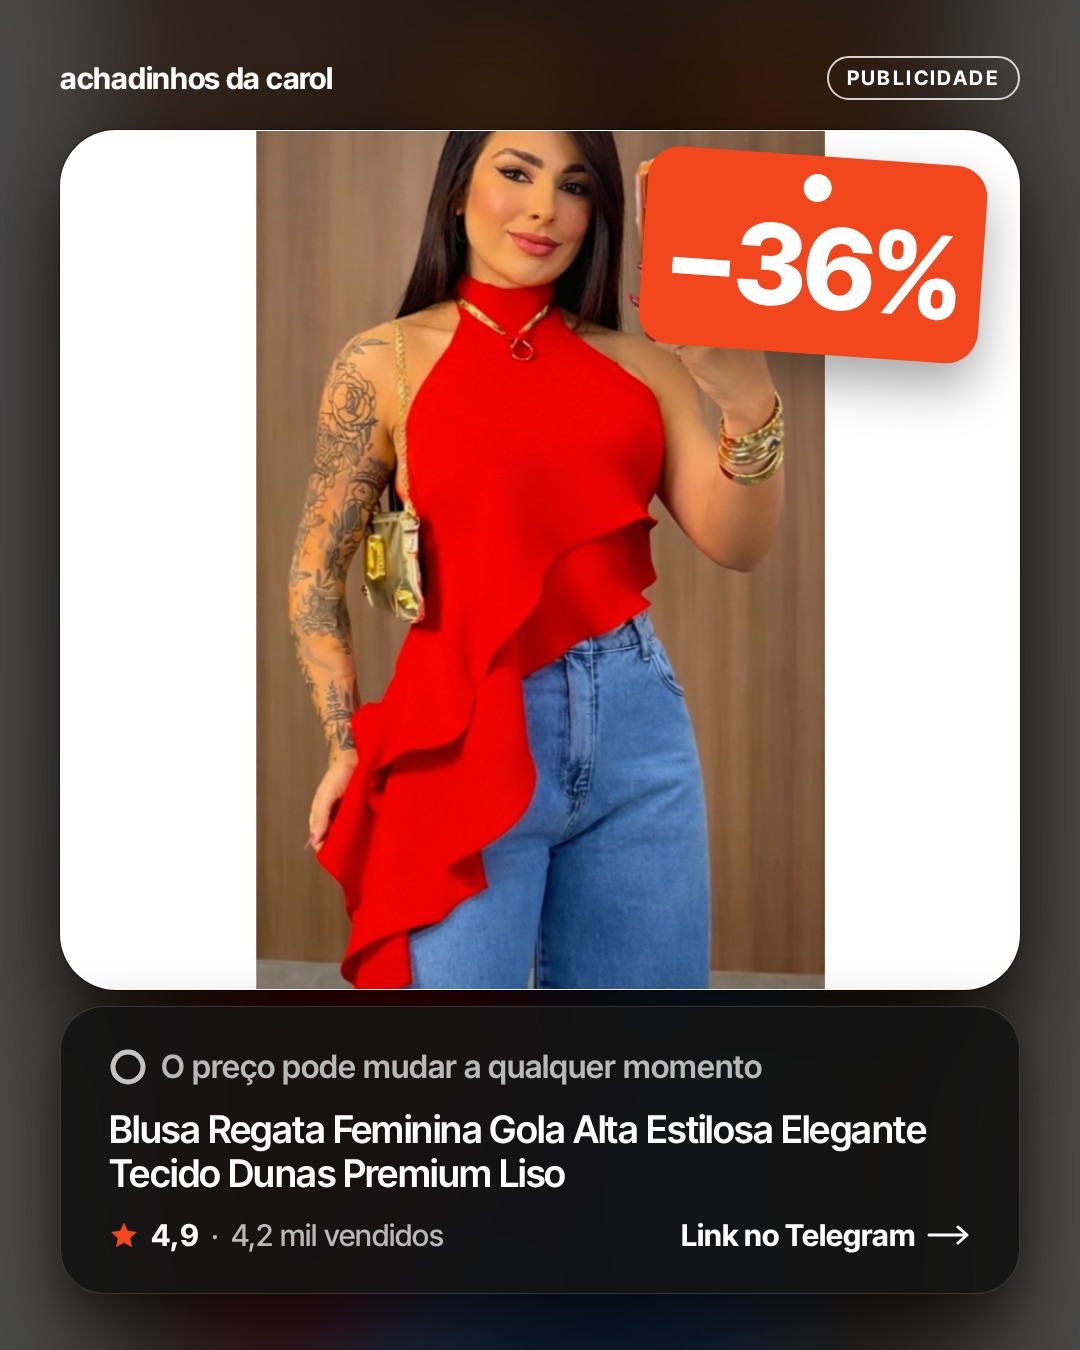 achadinhos da carol
PUBLICIDADE
–36%
O preço pode mudar a qualquer momento
Blusa Regata Feminina Gola Alta Estilosa Elegante
Tecido Dunas Premium Liso
4,9 · 4,2 mil vendidos
Link no Telegram →